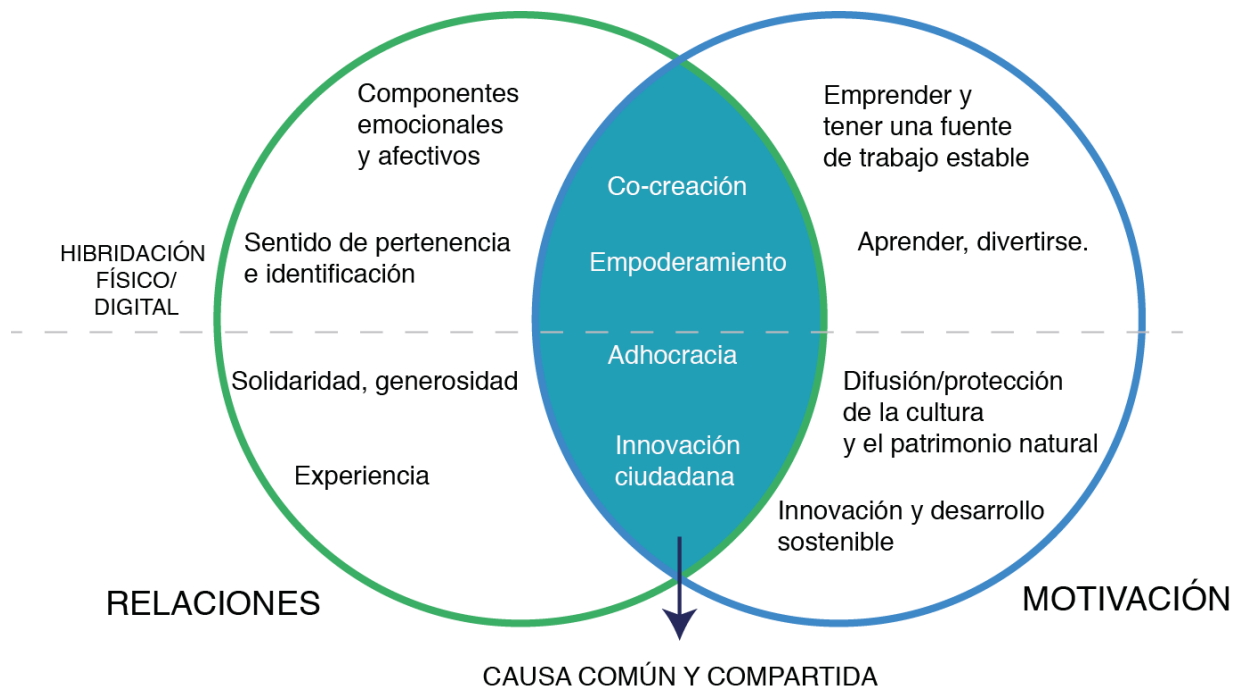 Componentes
emocionales
y afectivos
Sentido de pertenencia
e identificación
HIBRIDACIÓN
FÍSICO/
DIGITAL
Solidaridad, generosidad
Experiencia
RELACIONES
Co-creación
Empoderamiento
Adhocracia
Innovación
ciudadana
Emprender y
tener una fuente
de trabajo estable
Aprender, divertirse.
Difusión/protección
de la cultura
y el patrimonio natural
Innovación y desarrollo
sostenible
MOTIVACIÓN
CAUSA COMÚN Y COMPARTIDA